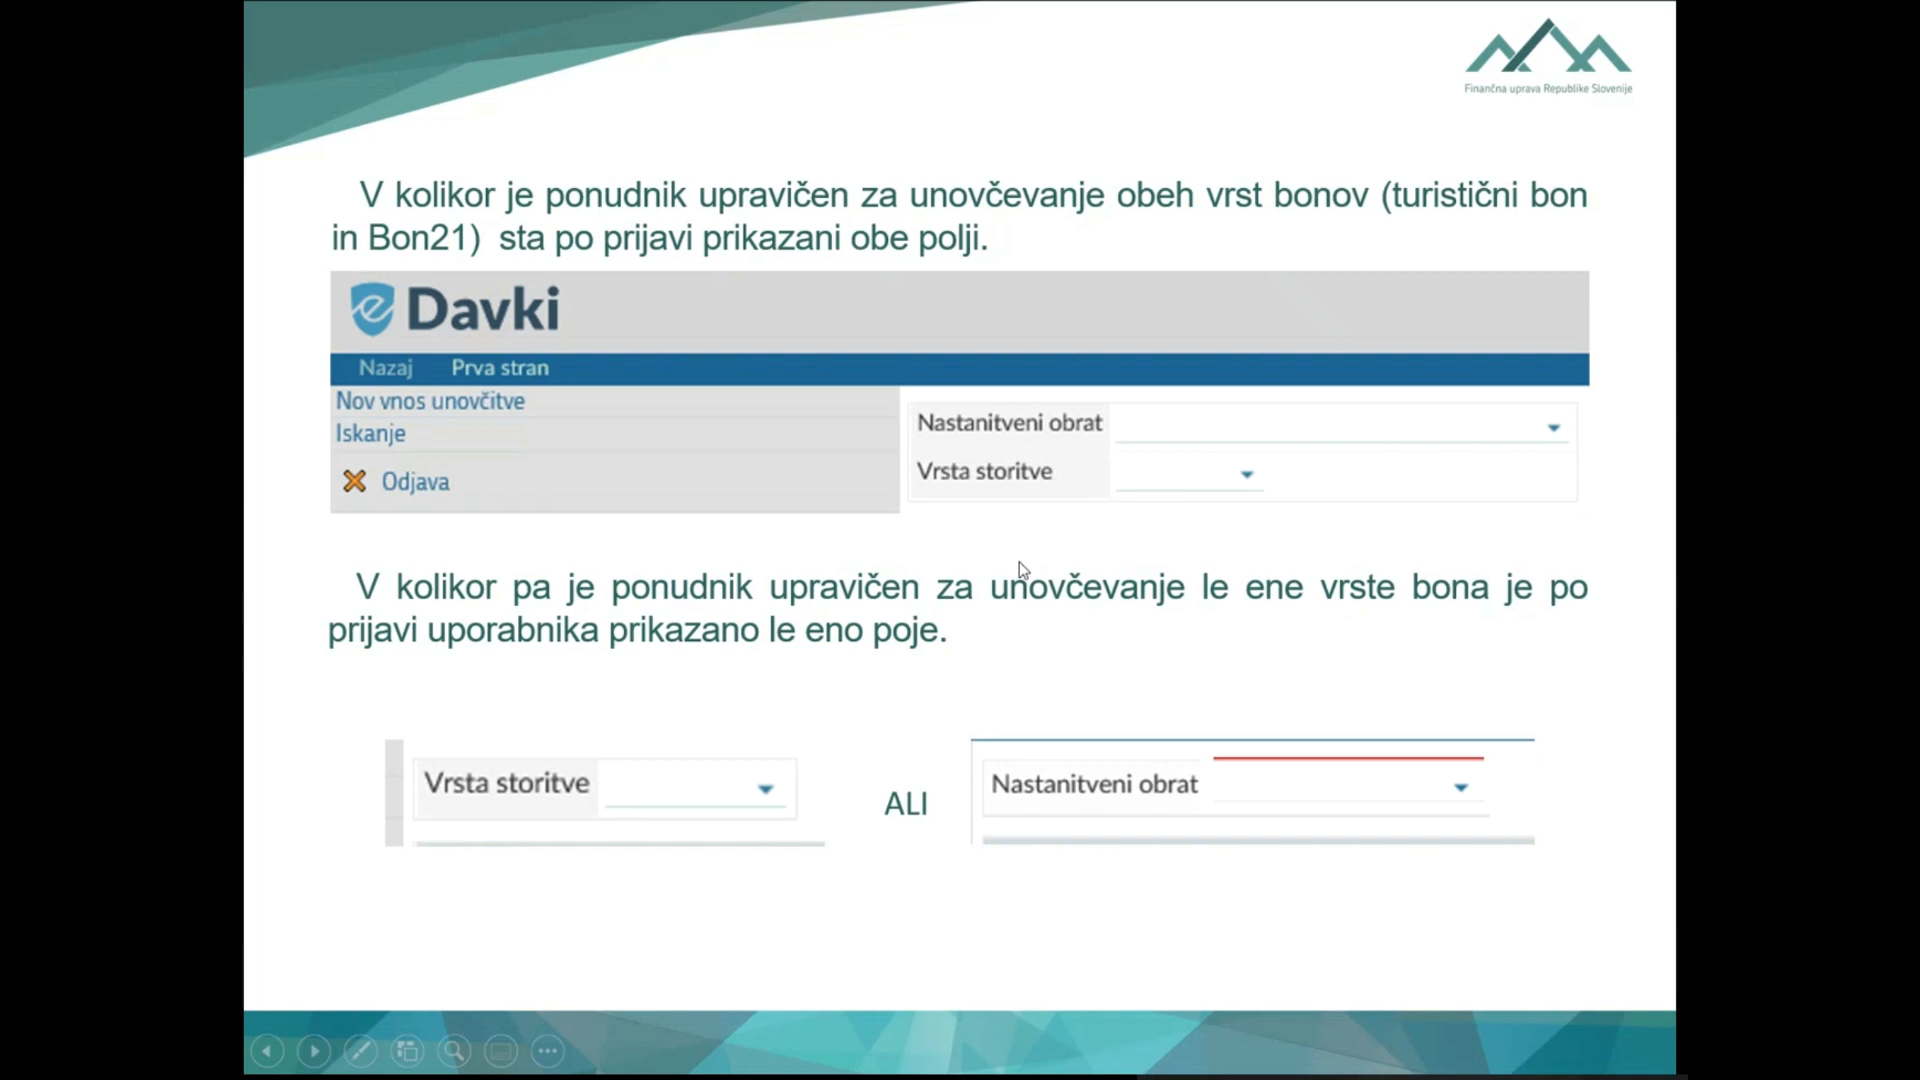 Finančna uprava Republike Slovenije
V kolikor je ponudnik upravičen za unovčevanje obeh vrst bonov (turistični bon
in Bon21) sta po prijavi prikazani obe polji.
eDavki
Nazaj Prva stran
Nov vnos unovčitve
Iskanje
Odjava
Nastanitveni obrat
Vrsta storitve
V kolikor pa je ponudnik upravičen za unovčevanje le ene vrste bona je po
prijavi uporabnika prikazano le eno poje.
Vrsta storitve
ALI
Nastanitveni obrat